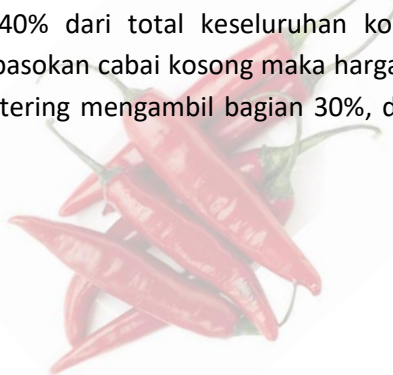 40% dari total keseluruhan ko
pasokan cabai kosong maka harga
tering mengambil bagian 30%, d